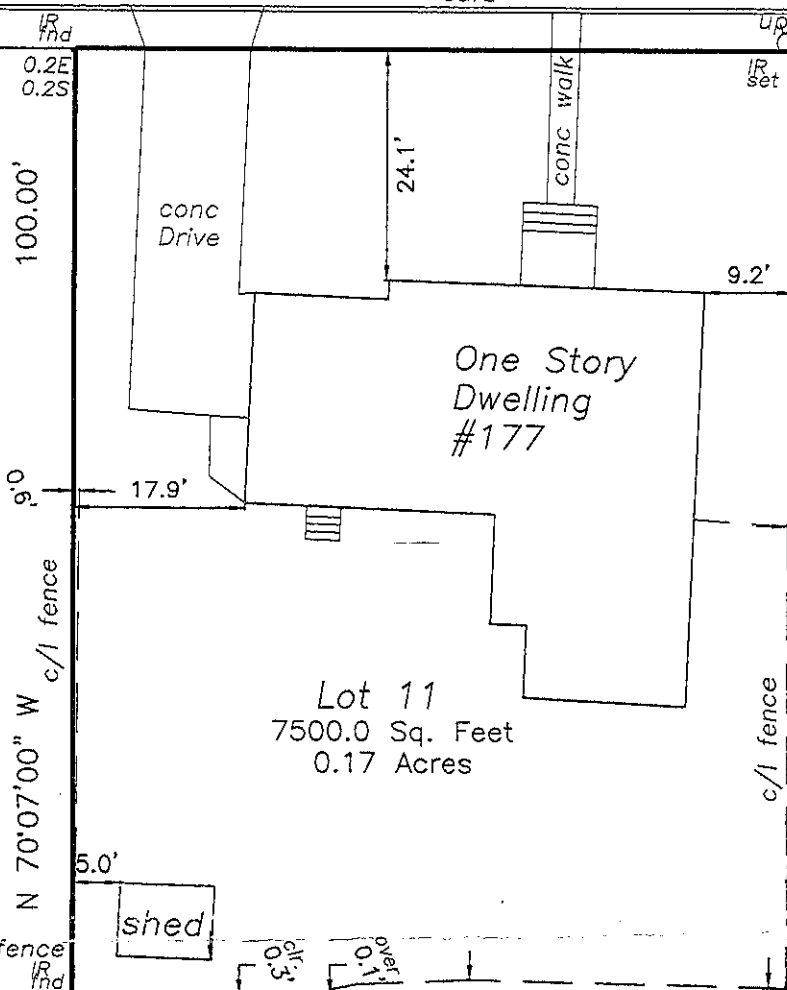 IR
fnd
up
0.2E
0.2S
IR
set
100.00'
conc
Drive
24.1'
conc walk
9.2'
One Story
Dwelling
#177
0.6'
17.9'
c/l fence
Lot 11
7500.0 Sq. Feet
0.17 Acres
c/l fence
N 70°07'00" W
5.0'
shed
fence
IR
fnd
clr.
0.3'
over
0.1'